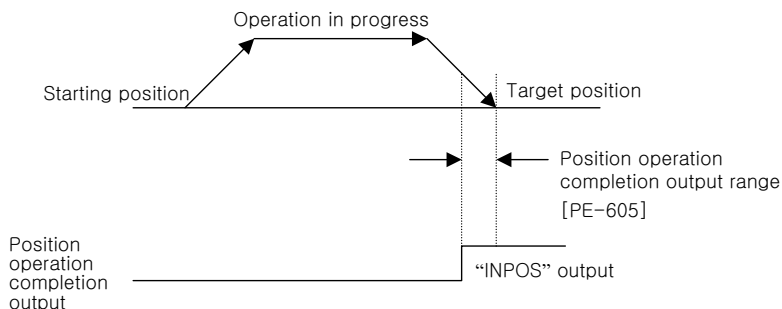 Operation in progress
Starting position
Target position
Position operation
completion output range
[PE-605]
Position
operation
completion
output
“INPOS” output